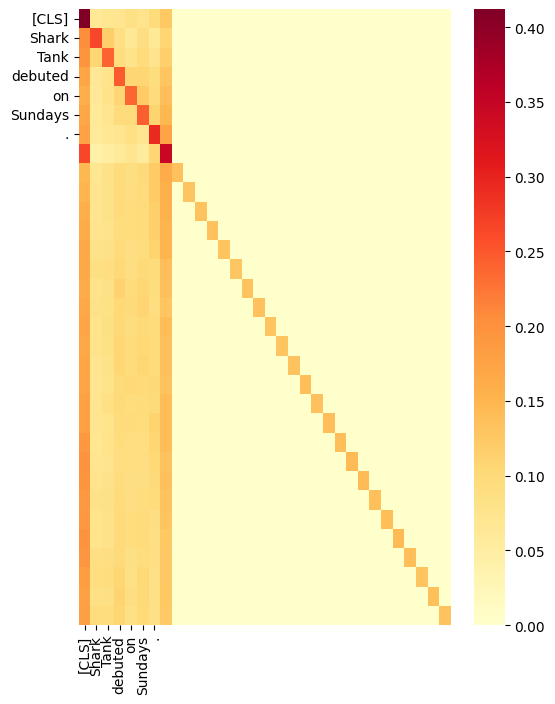 [CLS]
Shark
Tank
debuted
on
Sundays
.
0.40
0.35
0.30
0.25
0.20
0.15
0.10
0.05
0.00
[CLS]
Shark
Tank
debuted
on
Sundays
.